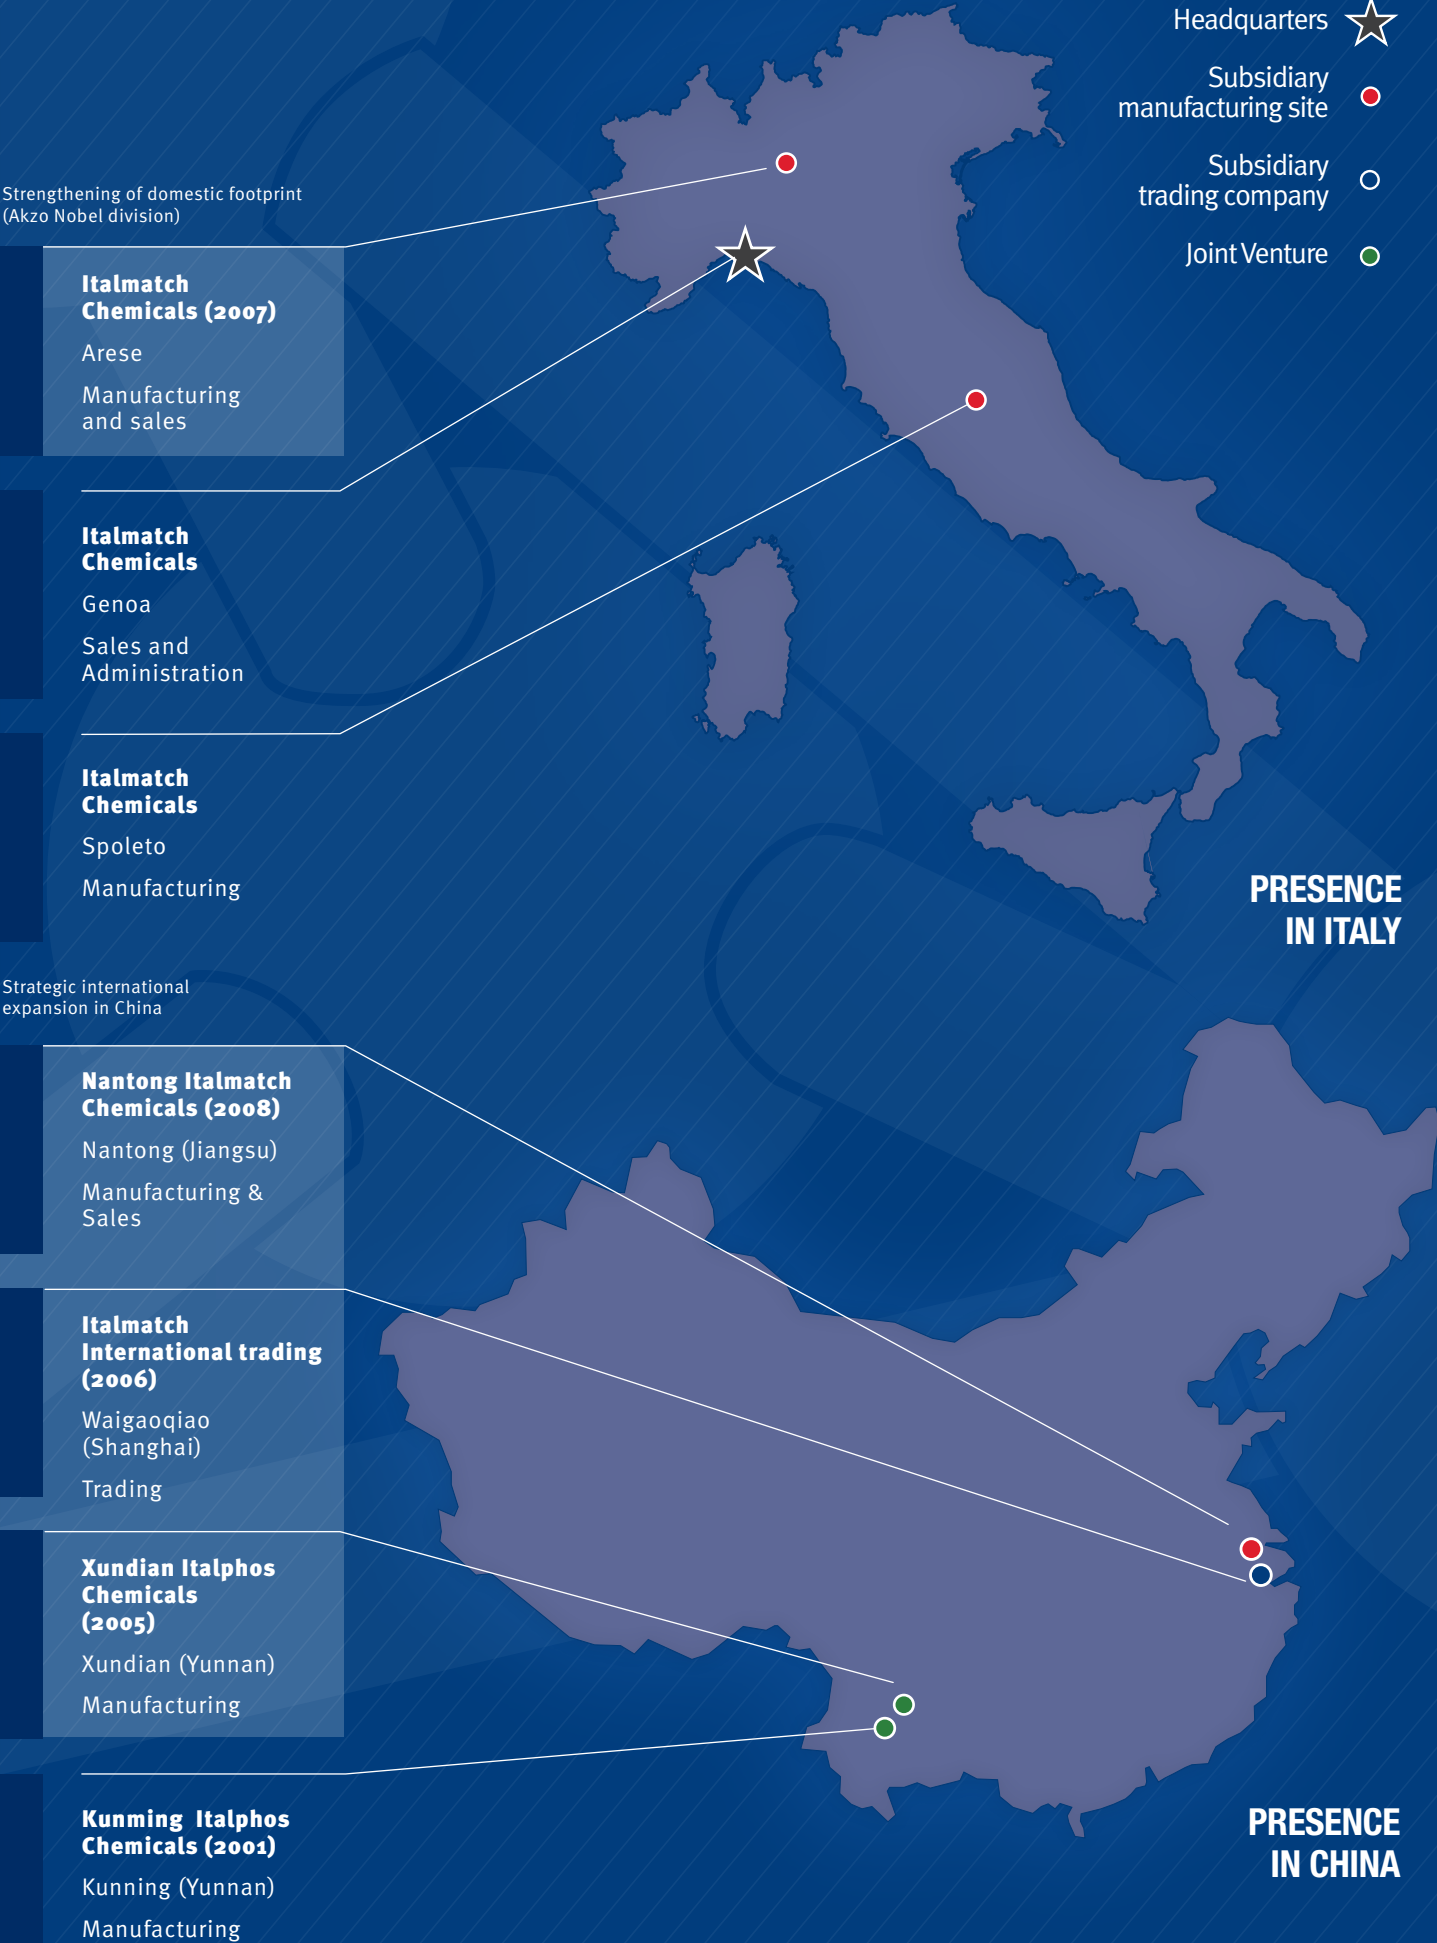 Headquarters
Subsidiary
manufacturing site
Subsidiary
trading company
Joint Venture
Strengthening of domestic footprint
(Akzo Nobel division)
Italmatch
Chemicals (2007)
Arese
Manufacturing
and sales
Italmatch
Chemicals
Genoa
Sales and
Administration
Italmatch
Chemicals
Spoleto
Manufacturing
PRESENCE
IN ITALY
Strategic international
expansion in China
Nantong Italmatch
Chemicals (2008)
Nantong (Jiangsu)
Manufacturing &
Sales
Italmatch
International trading
(2006)
Waigaoqiao
(Shanghai)
Trading
Xundian Italphos
Chemicals
(2005)
Xundian (Yunnan)
Manufacturing
Kunming Italphos
Chemicals (2001)
Kunning (Yunnan)
Manufacturing
PRESENCE
IN CHINA